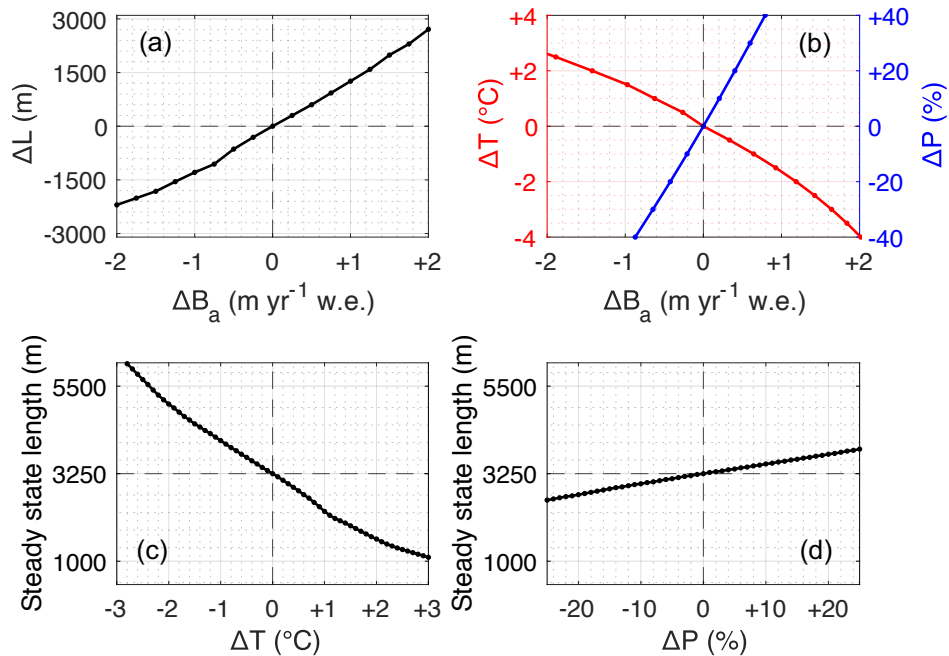 (a)
3000
1500
0
-1500
-3000
ΔL (m)
-2 -1 0 +1 +2
ΔB_a (m yr^-1 w.e.)
(b)
+4
+2
0
-2
-4
ΔT (°C)
+40
+20
0
-20
-40
ΔP (%)
-2 -1 0 +1 +2
ΔB_a (m yr^-1 w.e.)
(c)
5500
3250
1000
Steady state length (m)
-3 -2 -1 0 +1 +2 +3
ΔT (°C)
(d)
5500
3250
1000
Steady state length (m)
-20 -10 0 +10 +20
ΔP (%)